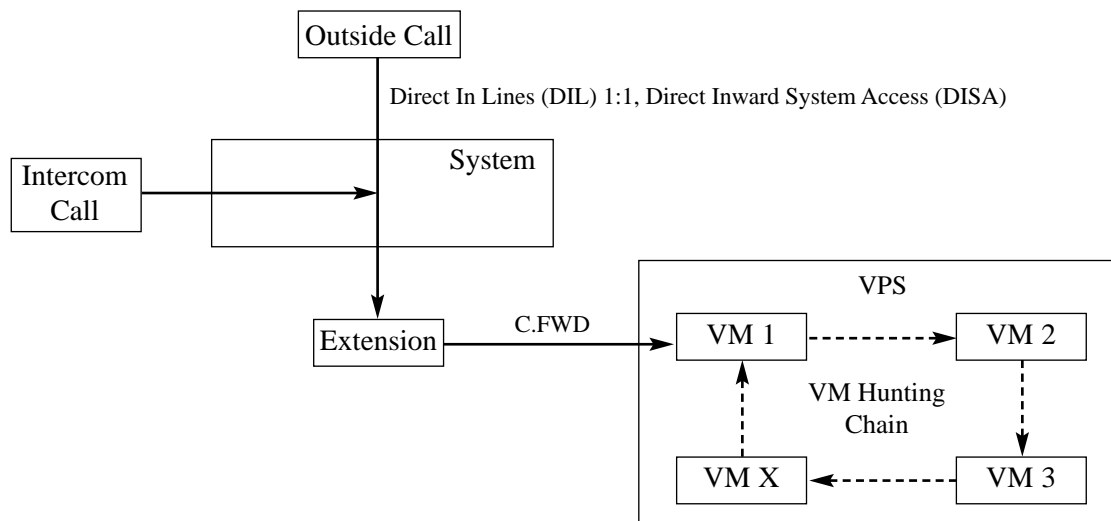 Outside Call
Direct In Lines (DIL) 1:1, Direct Inward System Access (DISA)
System
Intercom
Call
VPS
Extension
C.FWD
VM 1
VM 2
VM Hunting
Chain
VM X
VM 3